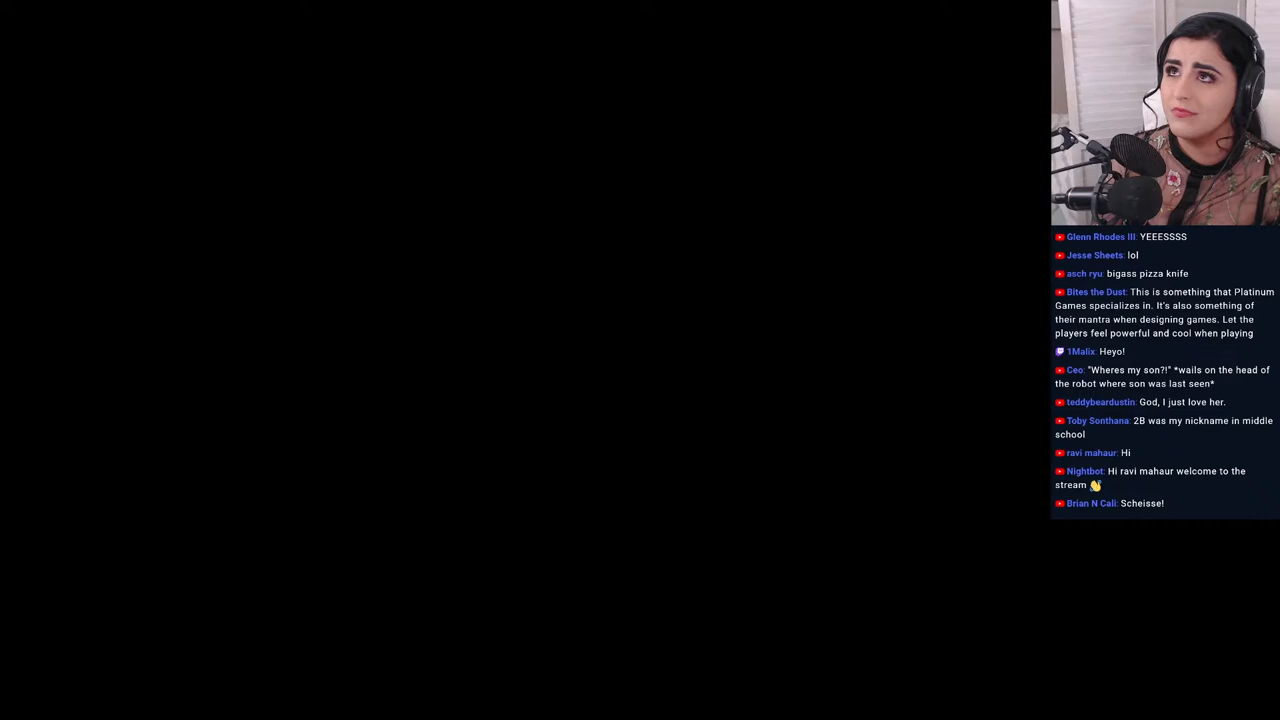 Glenn Rhodes III: YEEESSSS
Jesse Sheets: lol
asch ryu: bigass pizza knife
Bites the Dust: This is something that Platinum
Games specializes in. It's also something of
their mantra when designing games. Let the
players feel powerful and cool when playing
1Malix: Heyo!
Ceo: "Wheres my son?!" *wails on the head of
the robot where son was last seen*
teddybeardustin: God, I just love her.
Toby Sonthana: 2B was my nickname in middle
school
ravi mahaur: Hi
Nightbot: Hi ravi mahaur welcome to the
stream 👋
Brian N Cali: Scheisse!